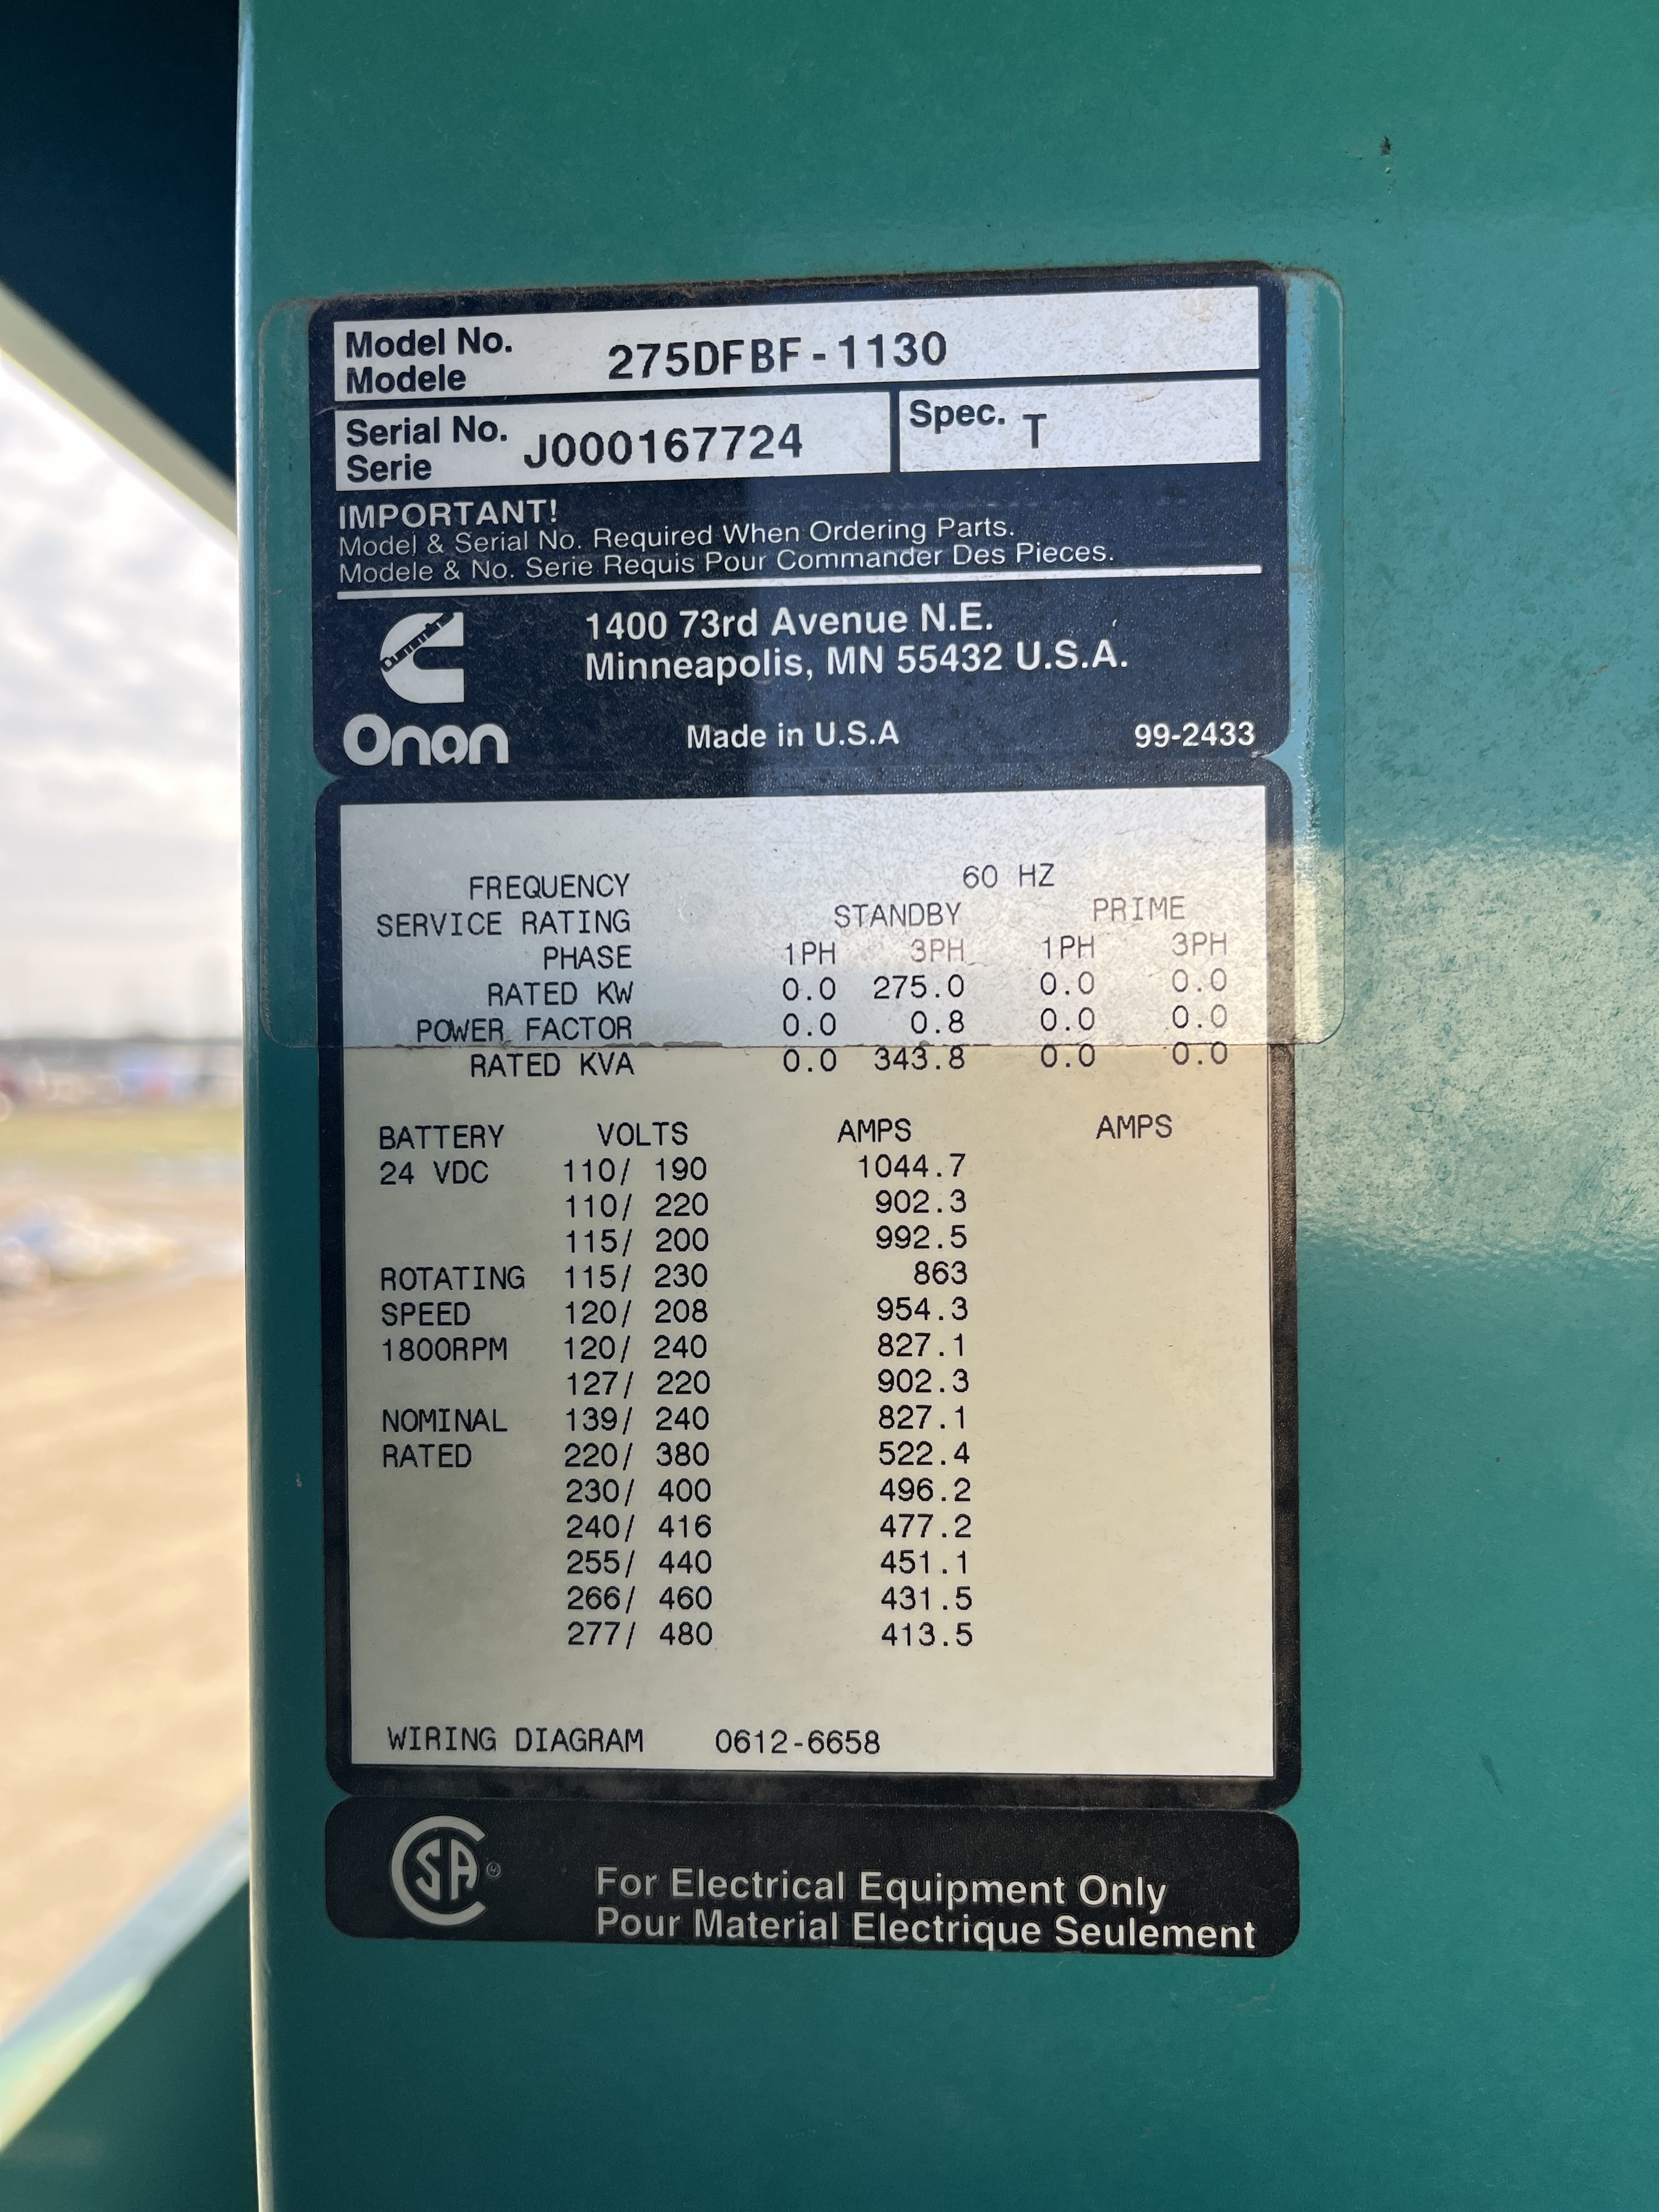 Model No. 275DFBF-1130
Modele
Serial No. J000167724 Spec. T
Serie
IMPORTANT!
Model & Serial No. Required When Ordering Parts.
Modele & No. Serie Requis Pour Commander Des Pieces.
Cummins
1400 73rd Avenue N.E.
Minneapolis, MN 55432 U.S.A.
Onan Made in U.S.A 99-2433
FREQUENCY 60 HZ
SERVICE RATING STANDBY PRIME
PHASE 1PH 3PH 1PH 3PH
RATED KW 0.0 275.0 0.0 0.0
POWER FACTOR 0.0 0.8 0.0 0.0
RATED KVA 0.0 343.8 0.0 0.0
BATTERY VOLTS AMPS AMPS
24 VDC 110/ 190 1044.7
110/ 220 902.3
115/ 200 992.5
ROTATING 115/ 230 863
SPEED 120/ 208 954.3
1800RPM 120/ 240 827.1
127/ 220 902.3
NOMINAL 139/ 240 827.1
RATED 220/ 380 522.4
230/ 400 496.2
240/ 416 477.2
255/ 440 451.1
266/ 460 431.5
277/ 480 413.5
WIRING DIAGRAM 0612-6658
CSA
For Electrical Equipment Only
Pour Material Electrique Seulement